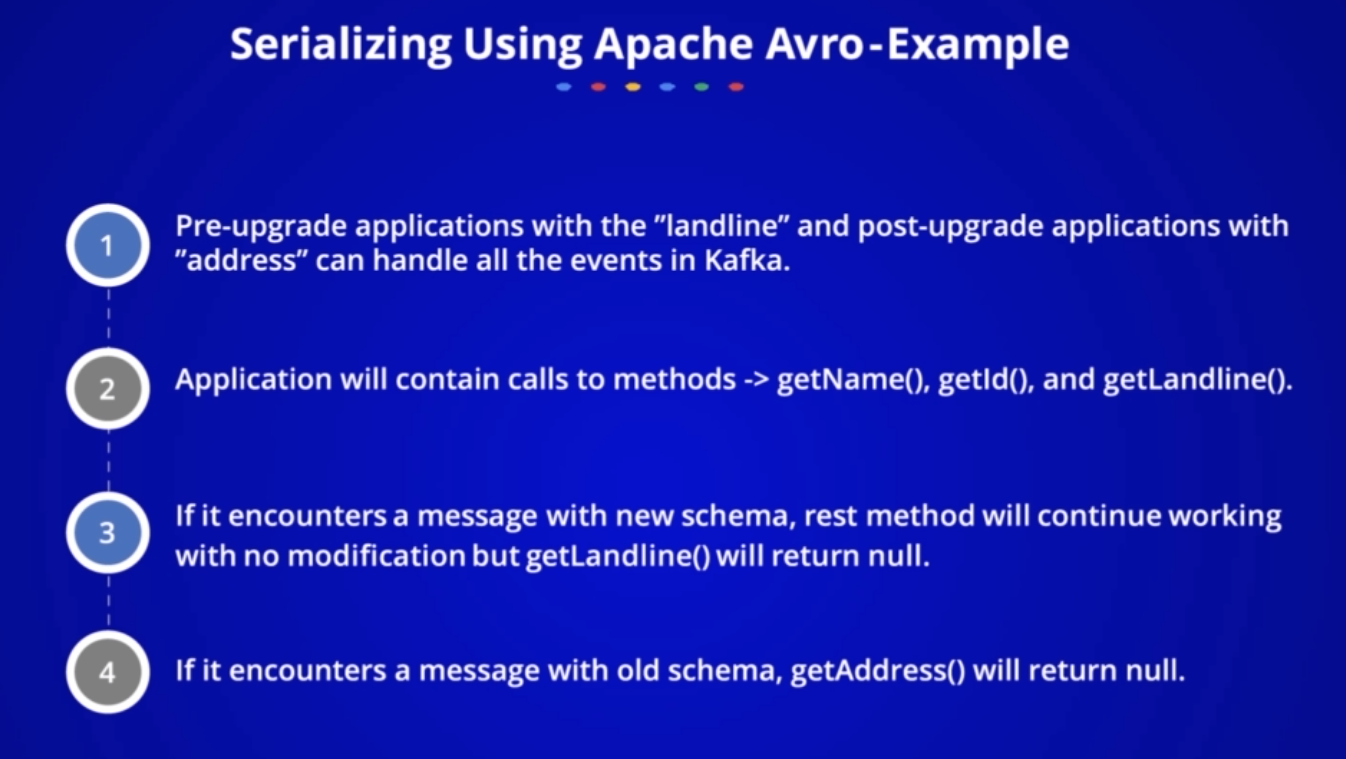 Serializing Using Apache Avro-Example
1
Pre-upgrade applications with the ”landline” and post-upgrade applications with
”address” can handle all the events in Kafka.
2
Application will contain calls to methods -> getName(), getId(), and getLandline().
3
If it encounters a message with new schema, rest method will continue working
with no modification but getLandline() will return null.
4
If it encounters a message with old schema, getAddress() will return null.